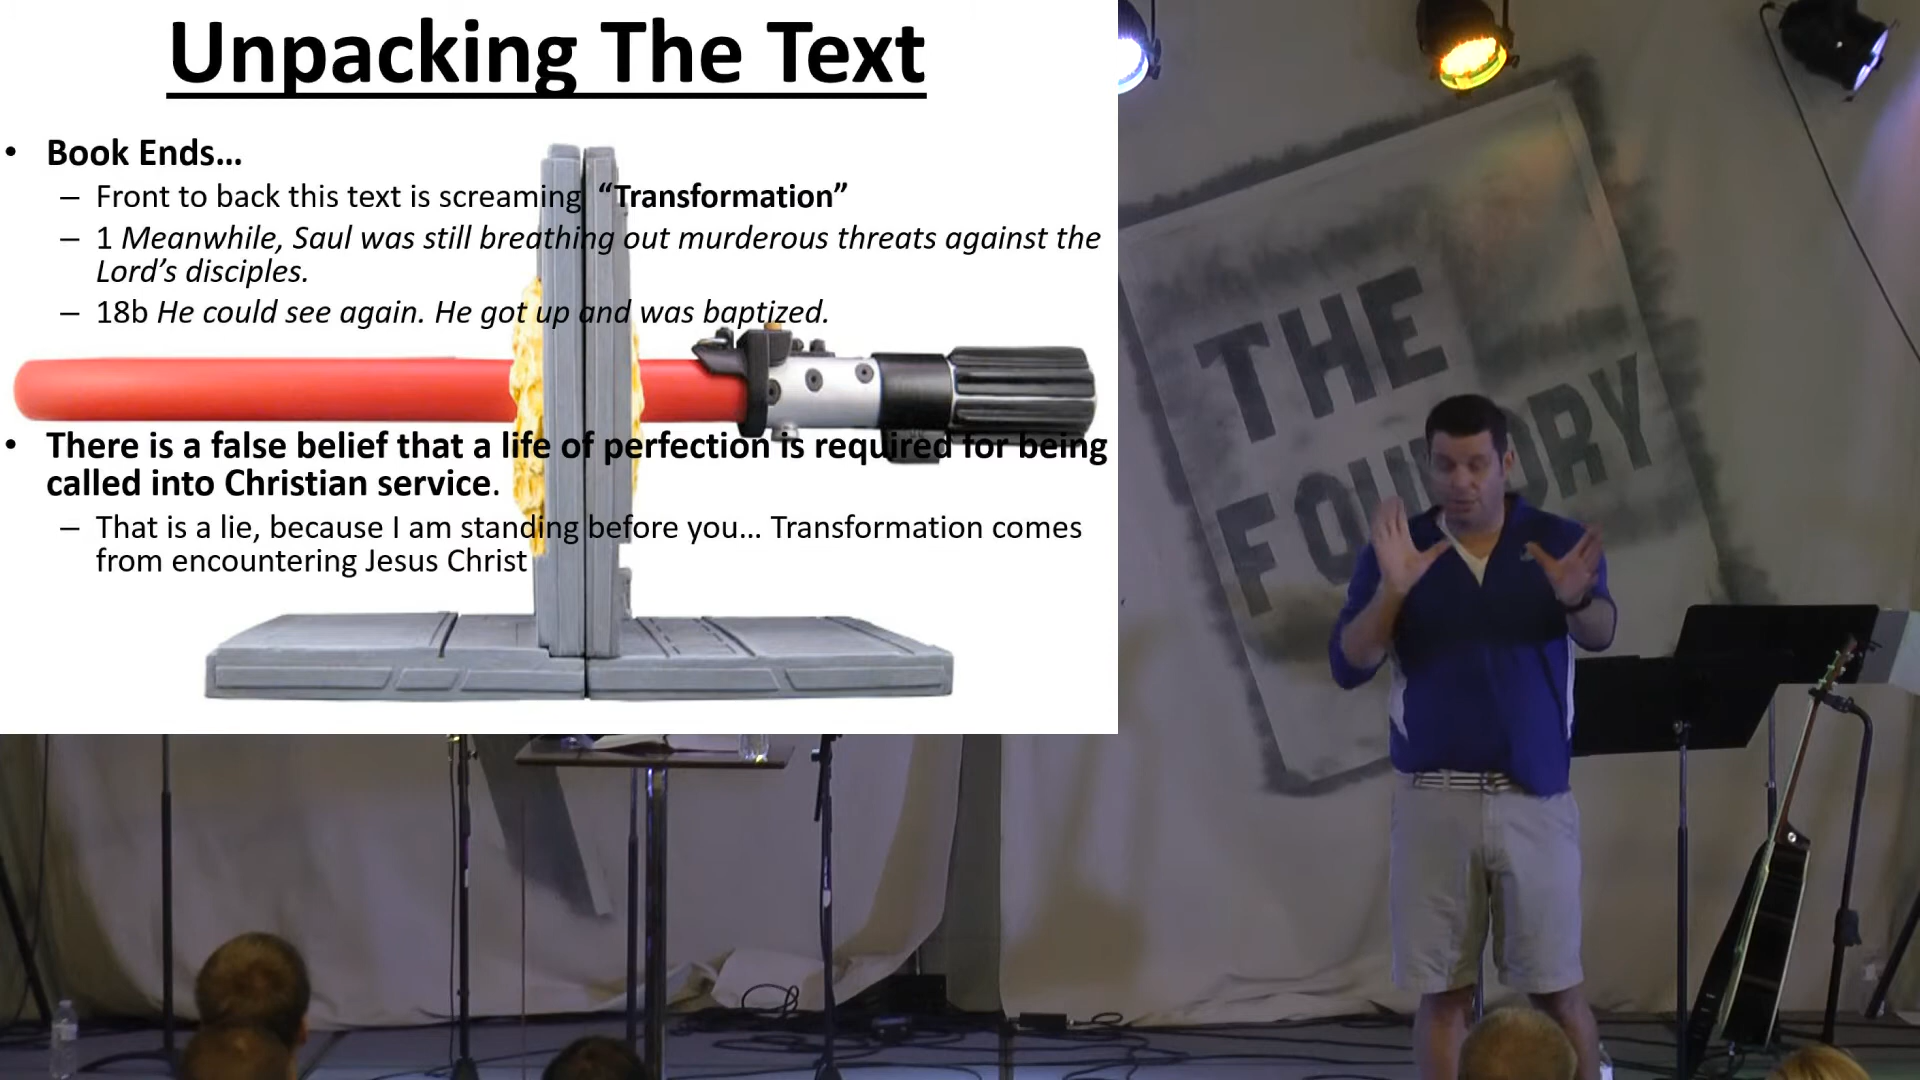 Unpacking The Text
• Book Ends…
– Front to back this text is screaming “Transformation”
– 1 Meanwhile, Saul was still breathing out murderous threats against the
Lord’s disciples.
– 18b He could see again. He got up and was baptized.
• There is a false belief that a life of perfection is required for being
called into Christian service.
– That is a lie, because I am standing before you… Transformation comes
from encountering Jesus Christ
THE
FOUNDRY